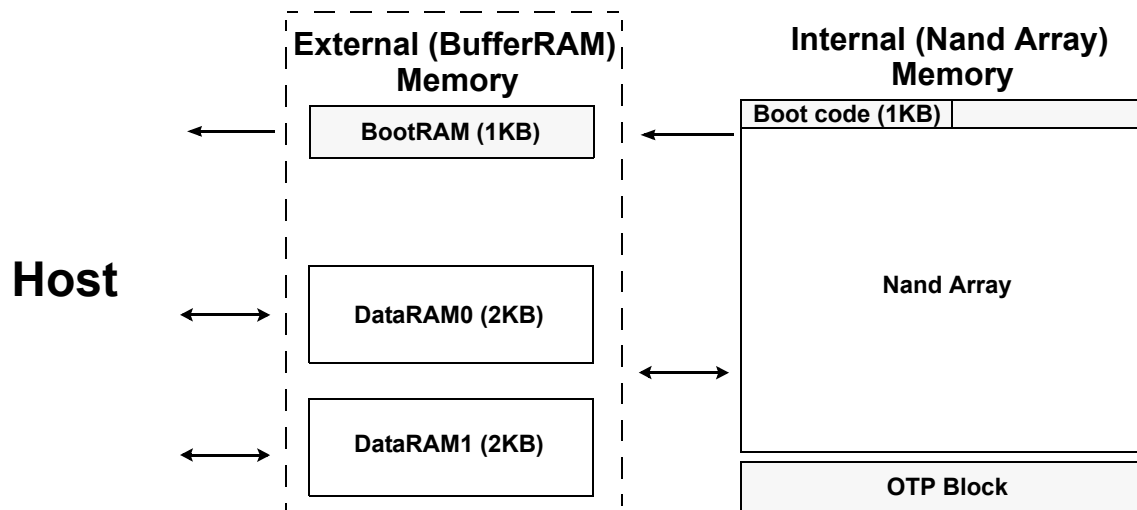 External (BufferRAM)
Memory
Internal (Nand Array)
Memory
BootRAM (1KB)
Boot code (1KB)
Host
DataRAM0 (2KB)
Nand Array
DataRAM1 (2KB)
OTP Block